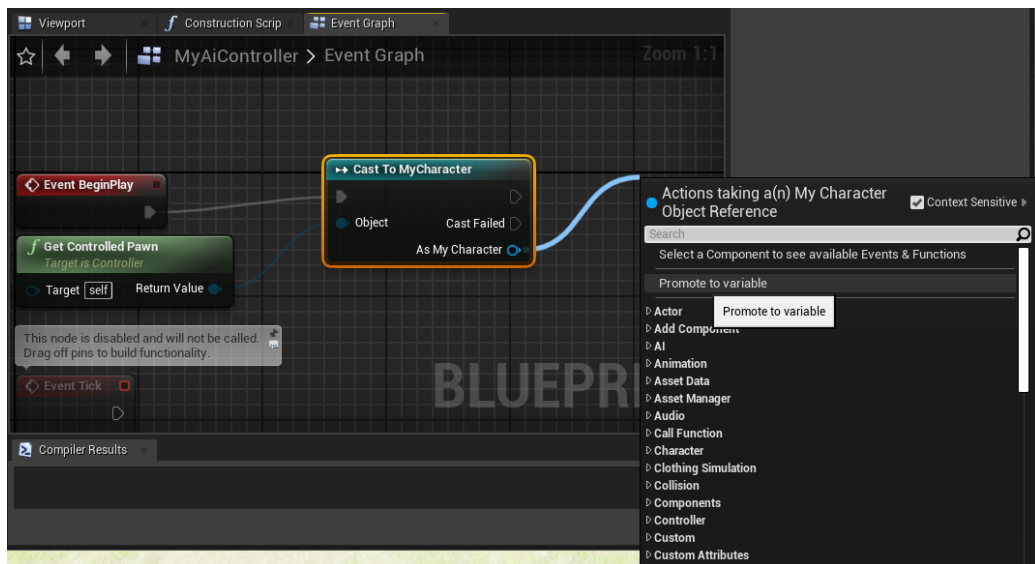 Viewport
Construction Scrip
Event Graph
MyAiController > Event Graph
Zoom 1:1
Event BeginPlay
Cast To MyCharacter
Object
Cast Failed
As My Character
f Get Controlled Pawn
Target is Controller
Target self
Return Value
This node is disabled and will not be called.
Drag off pins to build functionality.
Event Tick
BLUEPRI
Compiler Results
Actions taking a(n) My Character
Object Reference
Context Sensitive
Search
Select a Component to see available Events & Functions
Promote to variable
Promote to variable
Actor
Add Component
AI
Animation
Asset Data
Asset Manager
Audio
Call Function
Character
Clothing Simulation
Collision
Components
Controller
Custom
Custom Attributes